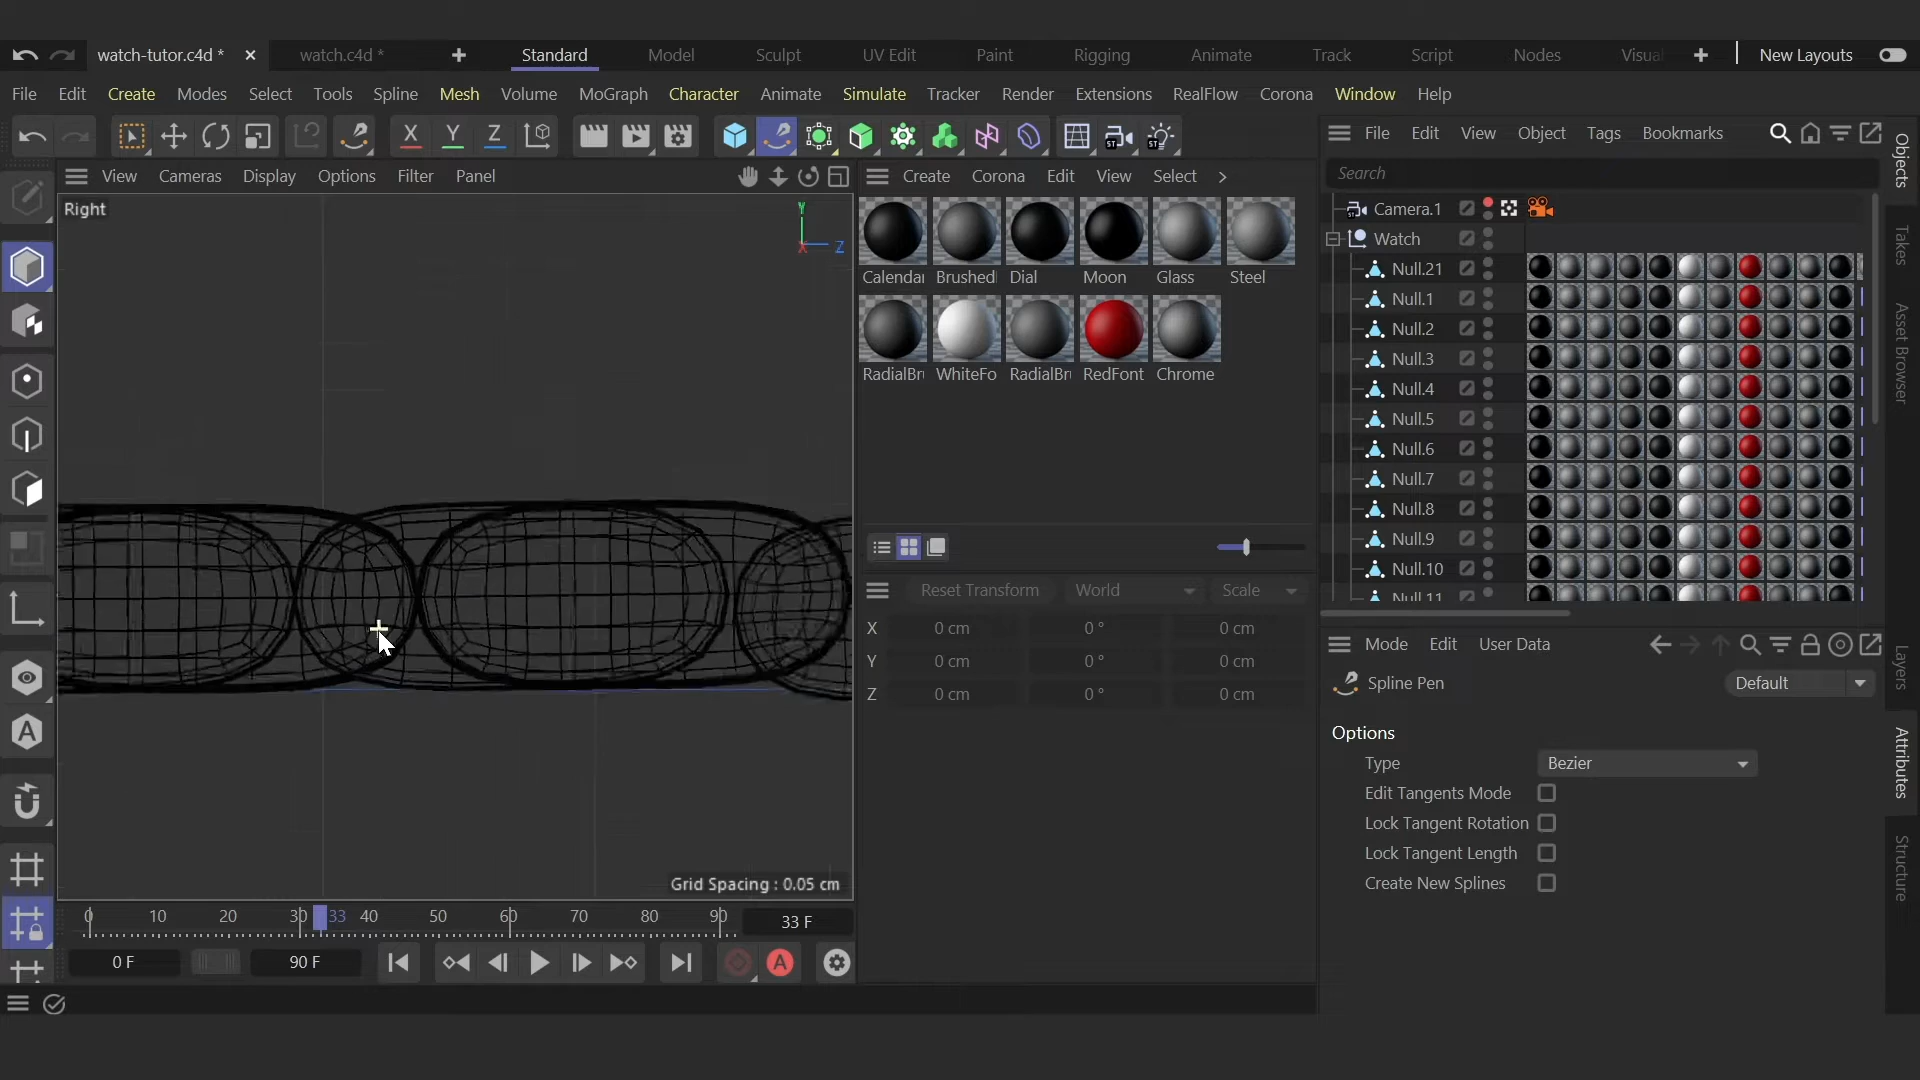 watch-tutor.c4d *
watch.c4d *
Standard
Model
Sculpt
UV Edit
Paint
Rigging
Animate
Track
Script
Nodes
Visual
New Layouts
File Edit Create Modes Select Tools Spline Mesh Volume MoGraph Character Animate Simulate Tracker Render Extensions RealFlow Corona Window Help
X Y Z
View Cameras Display Options Filter Panel
Right
Y
X
Z
Grid Spacing : 0.05 cm
0 10 20 30 33 40 50 60 70 80 90
33 F
0 F
90 F
Create Corona Edit View Select
Calendar Brushed Dial Moon Glass Steel
RadialBr WhiteFo RadialBr RedFont Chrome
Reset Transform World Scale
X 0 cm 0 ° 0 cm
Y 0 cm 0 ° 0 cm
Z 0 cm 0 ° 0 cm
File Edit View Object Tags Bookmarks
Search
Camera.1
Watch
Null.21
Null.1
Null.2
Null.3
Null.4
Null.5
Null.6
Null.7
Null.8
Null.9
Null.10
Null.11
Mode Edit User Data
Spline Pen
Default
Options
Type Bezier
Edit Tangents Mode
Lock Tangent Rotation
Lock Tangent Length
Create New Splines
Objects
Takes
Asset Browser
Layers
Attributes
Structure